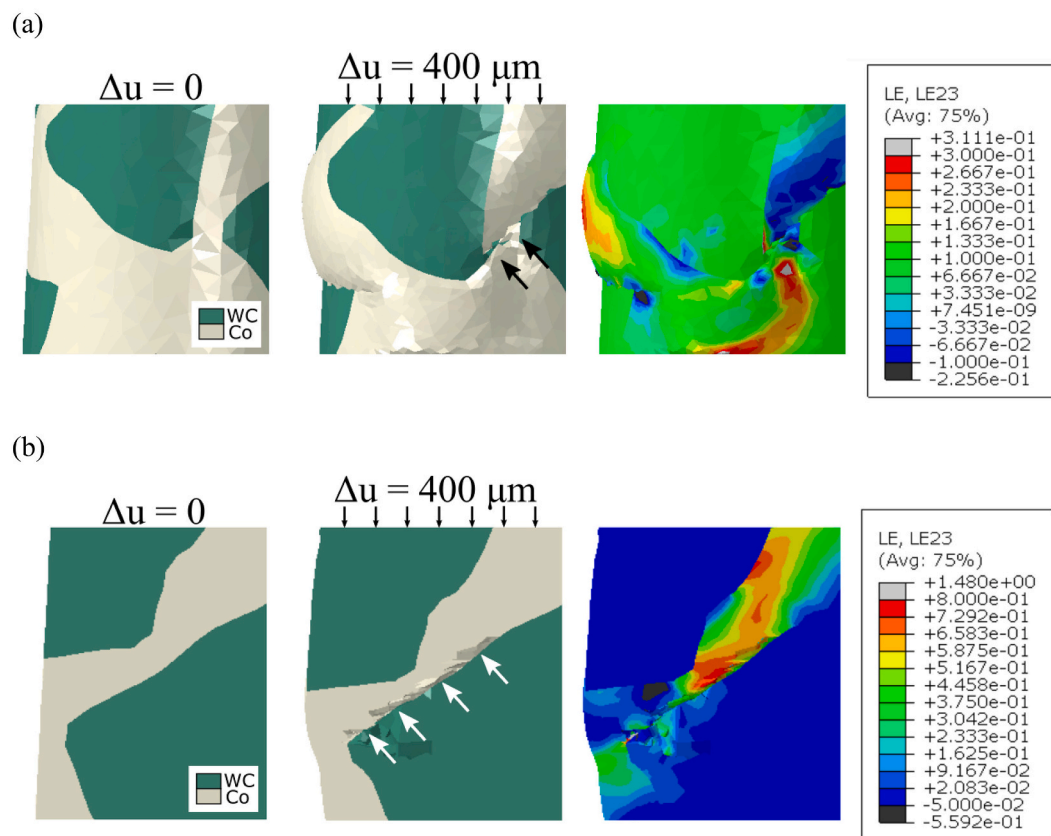 (a)
Δu = 0
Δu = 400 μm
WC
Co
LE, LE23
(Avg: 75%)
+3.111e-01
+3.000e-01
+2.667e-01
+2.333e-01
+2.000e-01
+1.667e-01
+1.333e-01
+1.000e-01
+6.667e-02
+3.333e-02
+7.451e-09
-3.333e-02
-6.667e-02
-1.000e-01
-2.256e-01
(b)
Δu = 0
Δu = 400 μm
WC
Co
LE, LE23
(Avg: 75%)
+1.480e+00
+8.000e-01
+7.292e-01
+6.583e-01
+5.875e-01
+5.167e-01
+4.458e-01
+3.750e-01
+3.042e-01
+2.333e-01
+1.625e-01
+9.167e-02
+2.083e-02
-5.000e-02
-5.592e-01